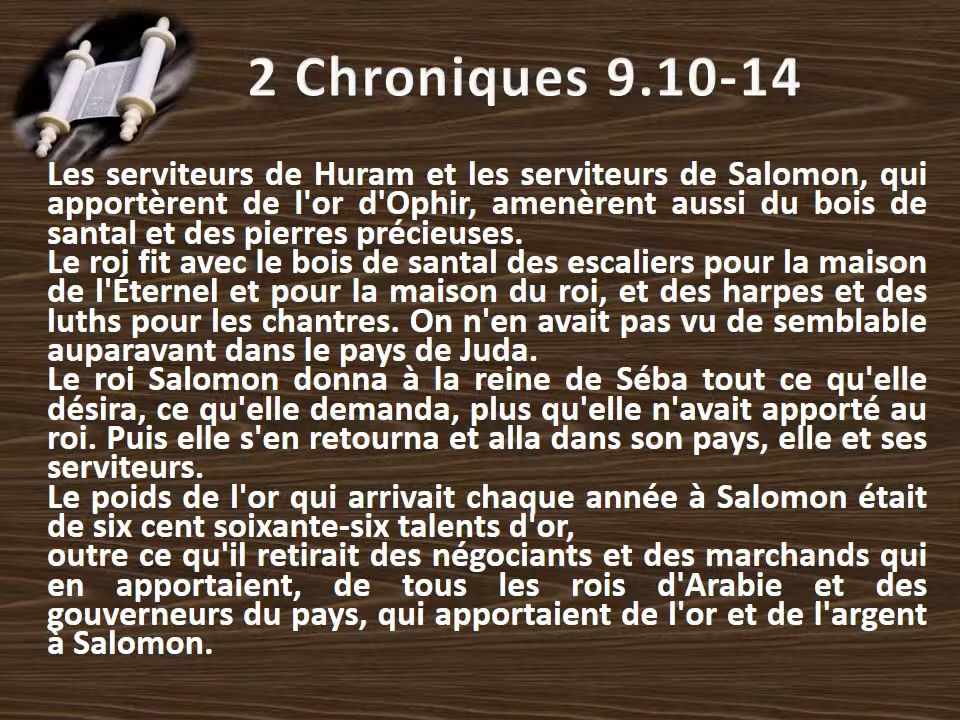 2 Chroniques 9.10-14
Les serviteurs de Huram et les serviteurs de Salomon, qui
apportèrent de l'or d'Ophir, amenèrent aussi du bois de
santal et des pierres précieuses.
Le roi fit avec le bois de santal des escaliers pour la maison
de l'Éternel et pour la maison du roi, et des harpes et des
luths pour les chantres. On n'en avait pas vu de semblable
auparavant dans le pays de Juda.
Le roi Salomon donna à la reine de Séba tout ce qu'elle
désira, ce qu'elle demanda, plus qu'elle n'avait apporté au
roi. Puis elle s'en retourna et alla dans son pays, elle et ses
serviteurs.
Le poids de l'or qui arrivait chaque année à Salomon était
de six cent soixante-six talents d'or,
outre ce qu'il retirait des négociants et des marchands qui
en apportaient, de tous les rois d'Arabie et des
gouverneurs du pays, qui apportaient de l'or et de l'argent
à Salomon.